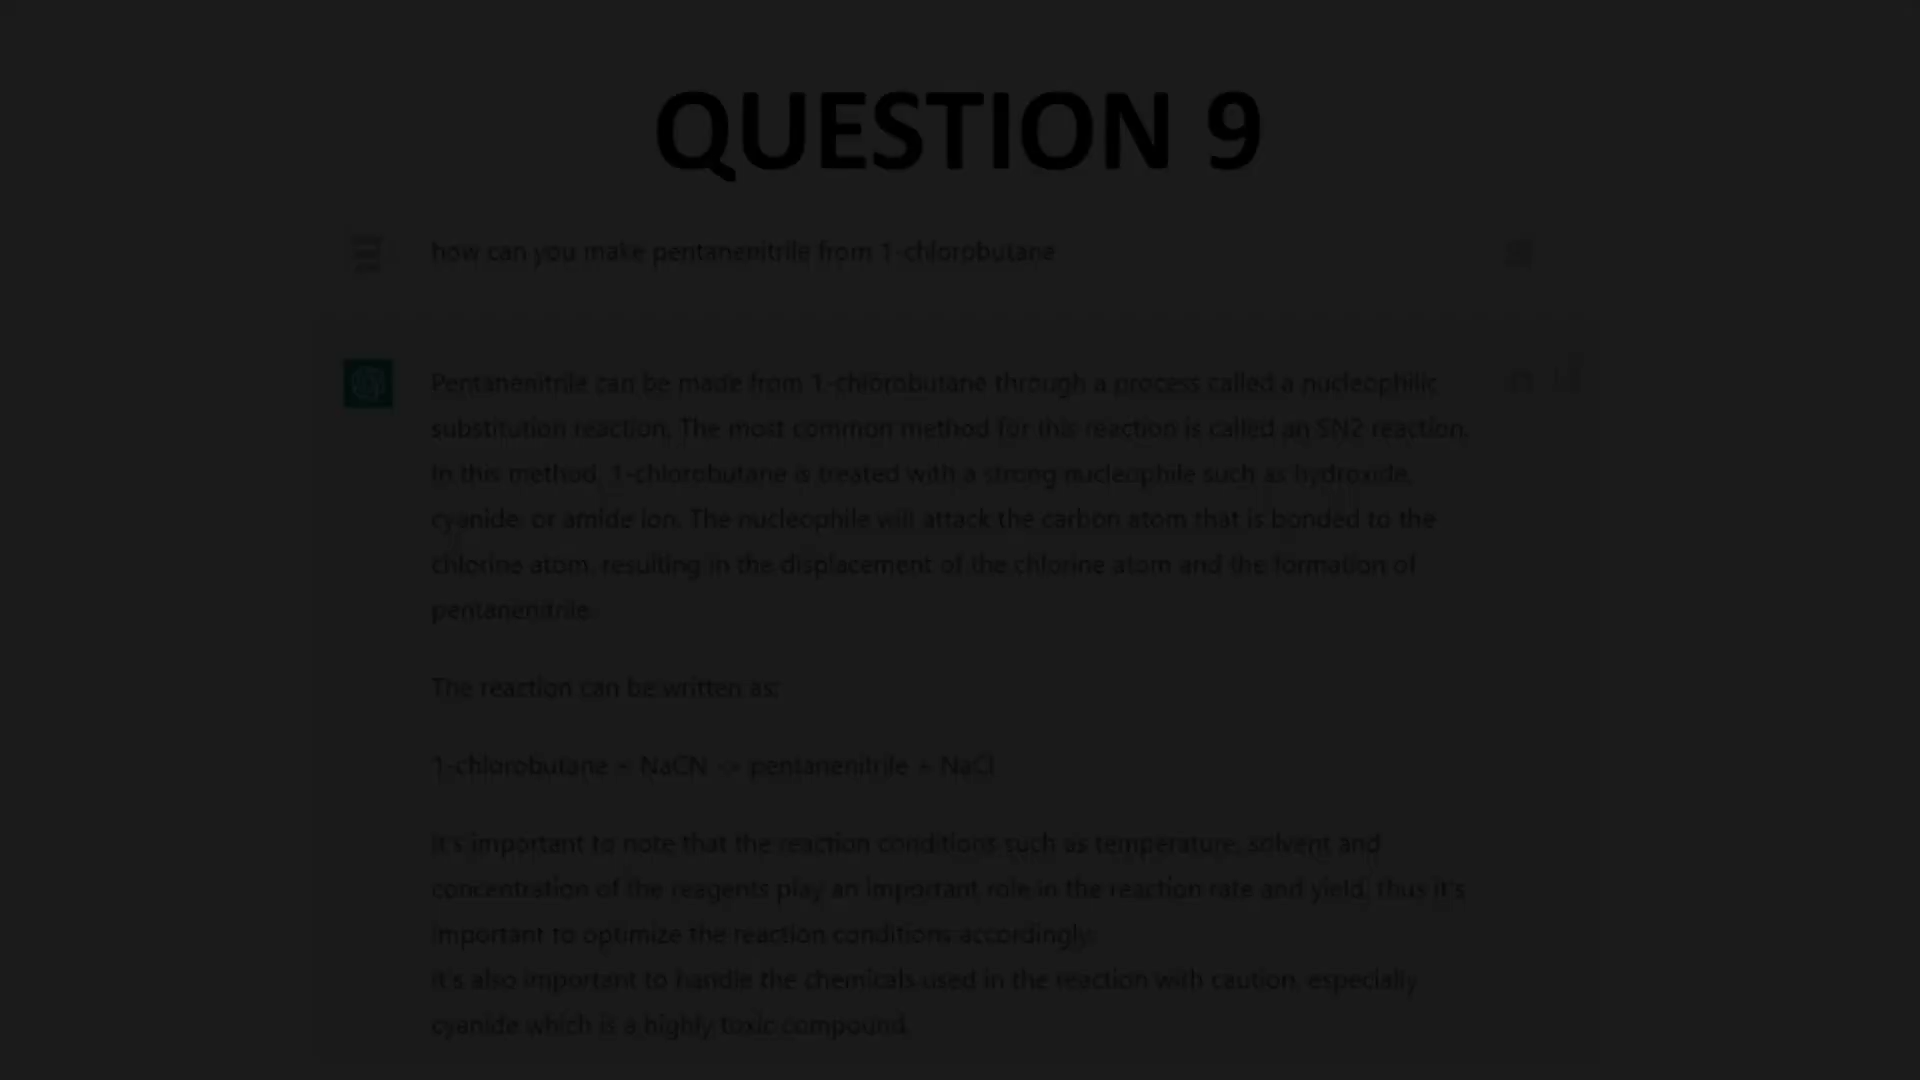 QUESTION 9
how can you make pentanenitrile from 1-chlorobutane
Pentanenitrile can be made from 1-chlorobutane through a process called a nucleophilic
substitution reaction. The most common method for this reaction is called an SN2 reaction.
In this method, 1-chlorobutane is treated with a strong nucleophile such as hydroxide,
cyanide, or amide ion. The nucleophile will attack the carbon atom that is bonded to the
chlorine atom, resulting in the displacement of the chlorine atom and the formation of
pentanenitrile.
The reaction can be written as:
1-chlorobutane + NaCN -> pentanenitrile + NaCl
It's important to note that the reaction conditions such as temperature, solvent and
concentration of the reagents play an important role in the reaction rate and yield, thus it's
important to optimize the reaction conditions accordingly.
It's also important to handle the chemicals used in the reaction with caution, especially
cyanide which is a highly toxic compound.